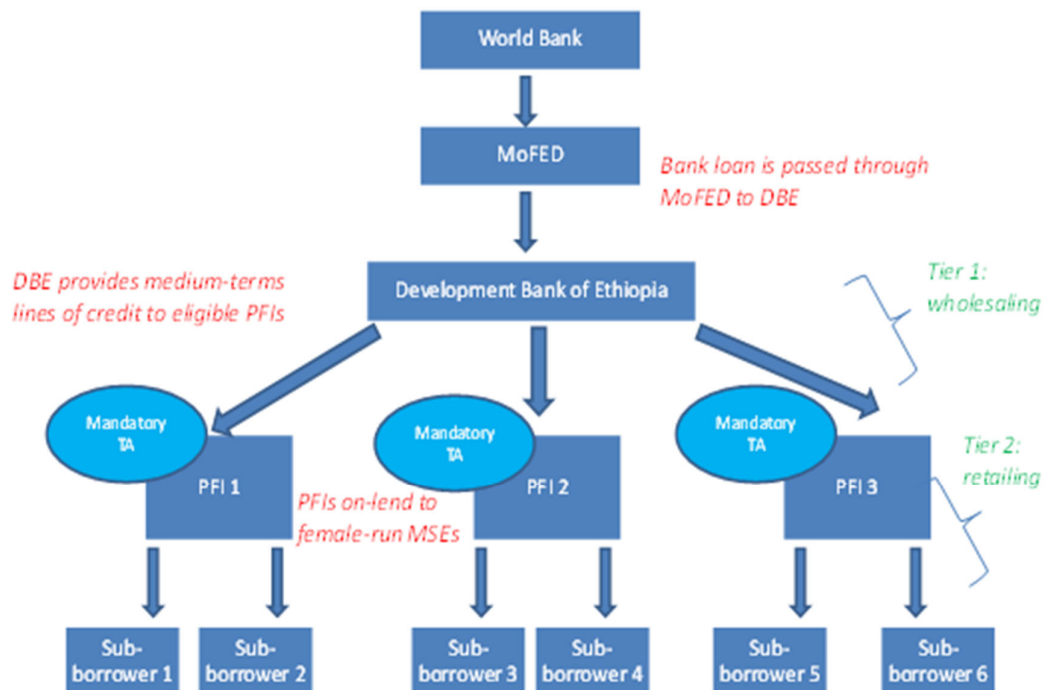 World Bank
MoFED
Bank loan is passed through
MoFED to DBE
DBE provides medium-terms
lines of credit to eligible PFIs
Development Bank of Ethiopia
Tier 1:
wholesaling
Mandatory
TA
Mandatory
TA
Mandatory
TA
Tier 2:
retailing
PFI 1
PFI 2
PFI 3
PFIs on-lend to
female-run MSEs
Sub-
borrower 1
Sub-
borrower 2
Sub-
borrower 3
Sub-
borrower 4
Sub-
borrower 5
Sub-
borrower 6